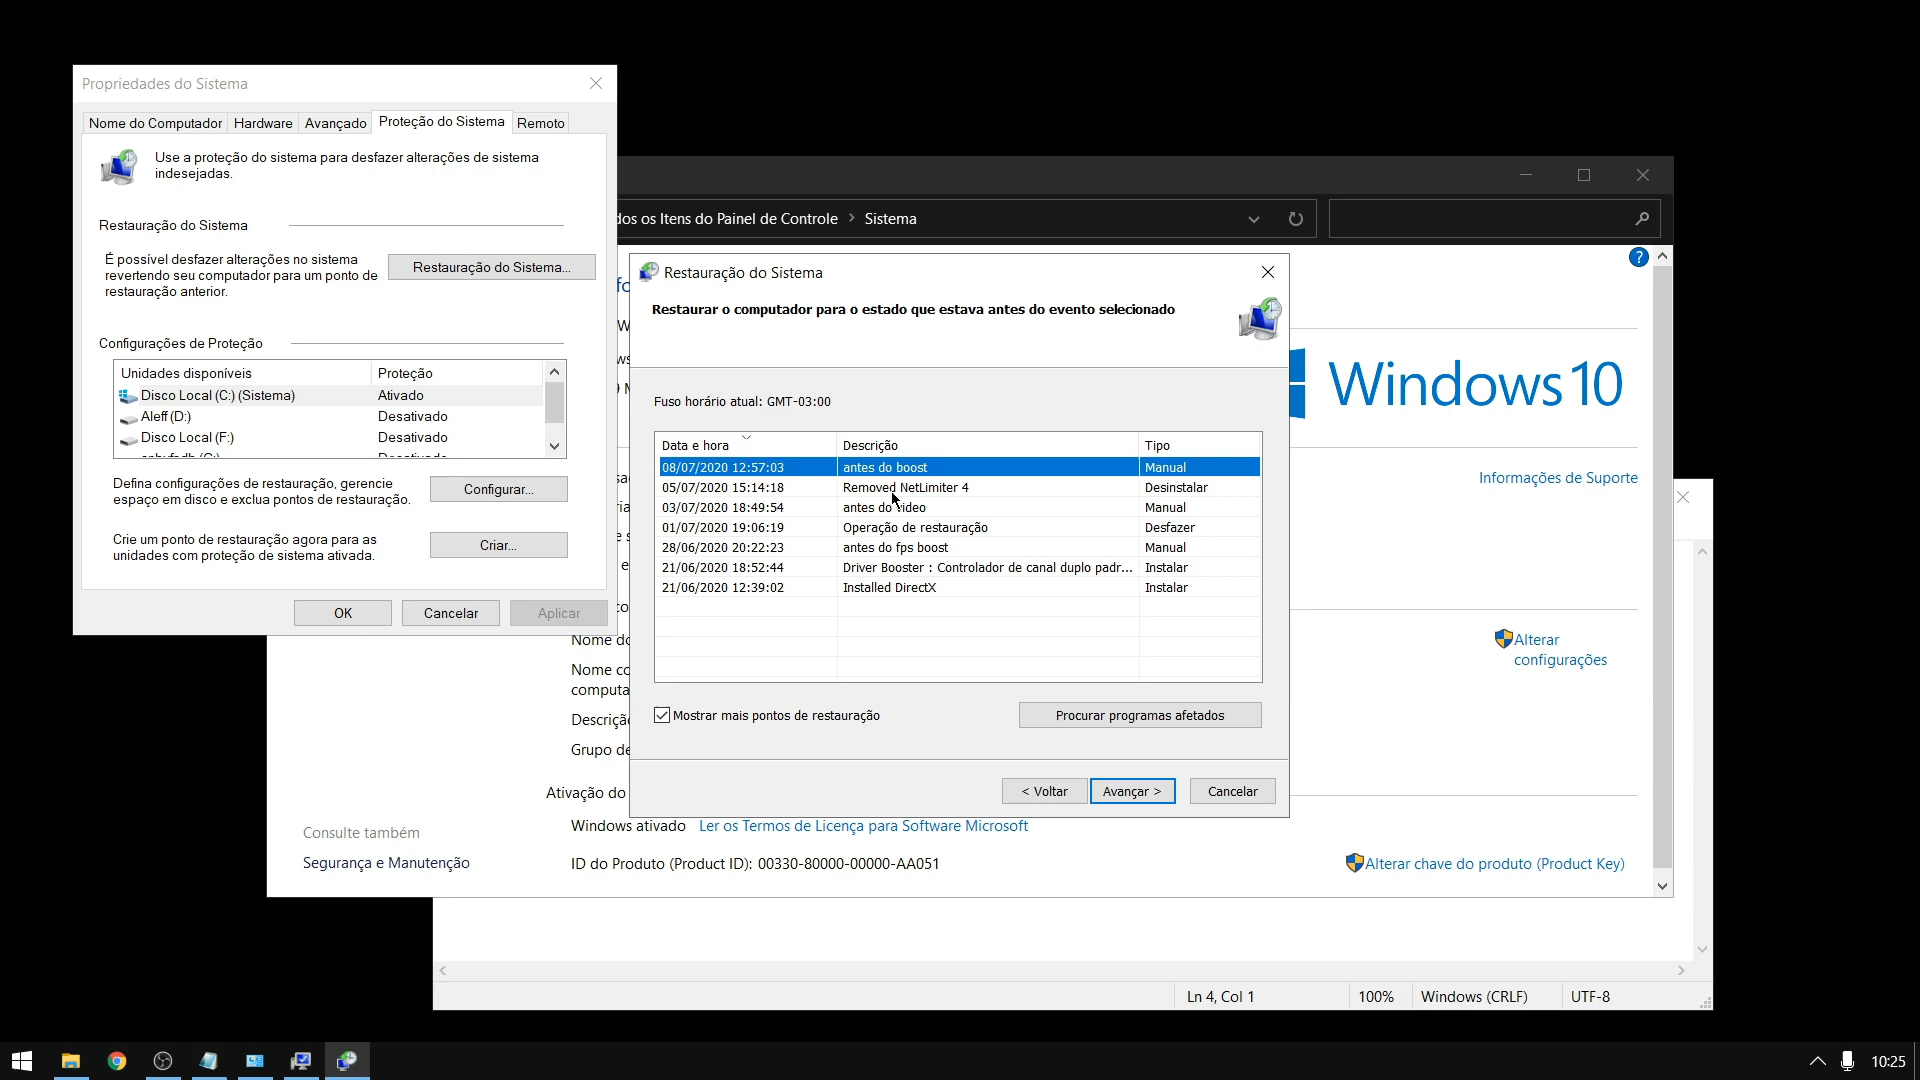 Propriedades do Sistema
Nome do Computador
Hardware
Avançado
Proteção do Sistema
Remoto
Use a proteção do sistema para desfazer alterações de sistema
indesejadas.
Restauração do Sistema
É possível desfazer alterações no sistema
revertendo seu computador para um ponto de
restauração anterior.
Restauração do Sistema...
Configurações de Proteção
Unidades disponíveis
Proteção
Disco Local (C:) (Sistema)
Ativado
Aleff (D:)
Desativado
Disco Local (F:)
Desativado
Defina configurações de restauração, gerencie
espaço em disco e exclua pontos de restauração.
Configurar...
Crie um ponto de restauração agora para as
unidades com proteção de sistema ativada.
Criar...
OK
Cancelar
Aplicar
dos os Itens do Painel de Controle > Sistema
Restauração do Sistema
Restaurar o computador para o estado que estava antes do evento selecionado
Fuso horário atual: GMT-03:00
Data e hora
Descrição
Tipo
08/07/2020 12:57:03 antes do boost Manual
05/07/2020 15:14:18 Removed NetLimiter 4 Desinstalar
03/07/2020 18:49:54 antes do video Manual
01/07/2020 19:06:19 Operação de restauração Desfazer
28/06/2020 20:22:23 antes do fps boost Manual
21/06/2020 18:52:44 Driver Booster : Controlador de canal duplo padr... Instalar
21/06/2020 12:39:02 Installed DirectX Instalar
Mostrar mais pontos de restauração
Procurar programas afetados
< Voltar
Avançar >
Cancelar
?
Windows 10
Informações de Suporte
Alterar
configurações
Nome do
Nome co
computa
Descriçã
Grupo de
Ativação do
Windows ativado Ler os Termos de Licença para Software Microsoft
ID do Produto (Product ID): 00330-80000-00000-AA051
Alterar chave do produto (Product Key)
Consulte também
Segurança e Manutenção
Ln 4, Col 1
100%
Windows (CRLF)
UTF-8
10:25